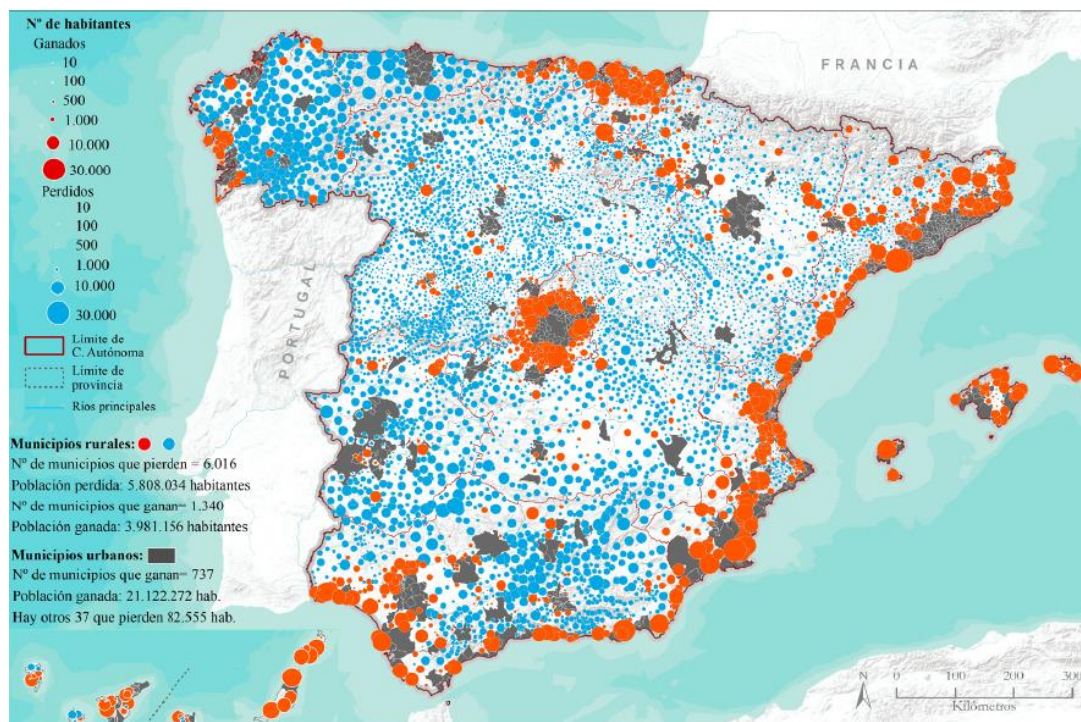 Nº de habitantes
Ganados
10
100
500
1.000
10.000
30.000
Perdidos
10
100
500
1.000
10.000
30.000
Límite de
C. Autónoma
Límite de
provincia
Rios principales
Municipios rurales:
Nº de municipios que pierden = 6.016
Población perdida: 5.808.034 habitantes
Nº de municipios que ganan= 1.340
Población ganada: 3.981.156 habitantes
Municipios urbanos:
Nº de municipios que ganan= 737
Población ganada: 21.122.272 hab.
Hay otros 37 que pierden 82.555 hab.
FRANCIA
PORTUGAL
N
0 100 200 300
Kilómetros